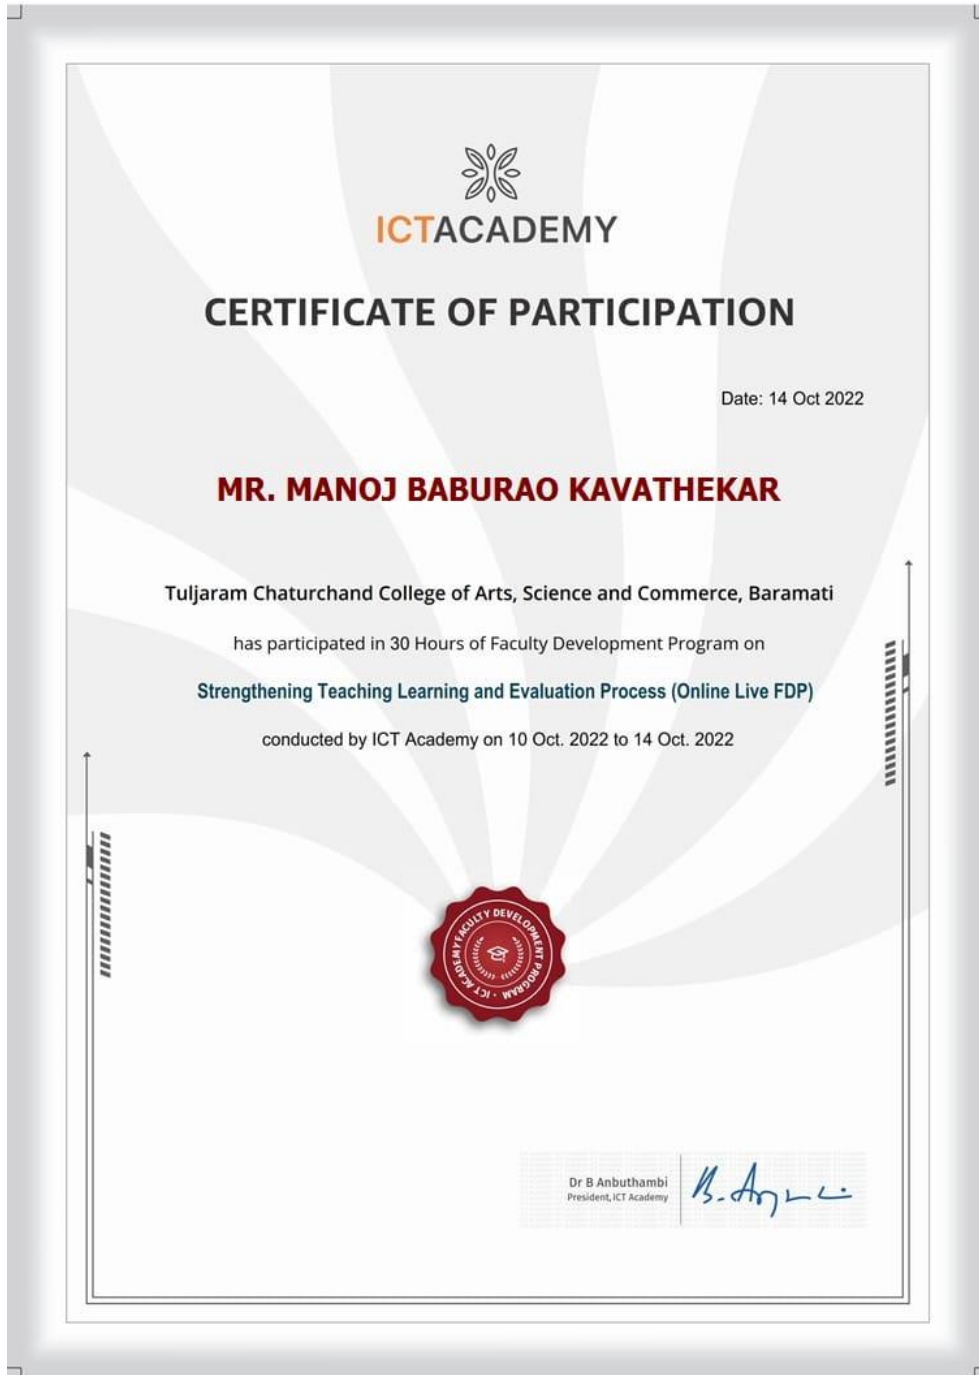 ICTACADEMY
CERTIFICATE OF PARTICIPATION
Date: 14 Oct 2022
MR. MANOJ BABURAO KAVATHEKAR
Tuljaram Chaturchand College of Arts, Science and Commerce, Baramati
has participated in 30 Hours of Faculty Development Program on
Strengthening Teaching Learning and Evaluation Process (Online Live FDP)
conducted by ICT Academy on 10 Oct. 2022 to 14 Oct. 2022
FACULTY DEVELOPMENT PROGRAM • ICT ACADEMY
Dr B Anbuthambi
President, ICT Academy